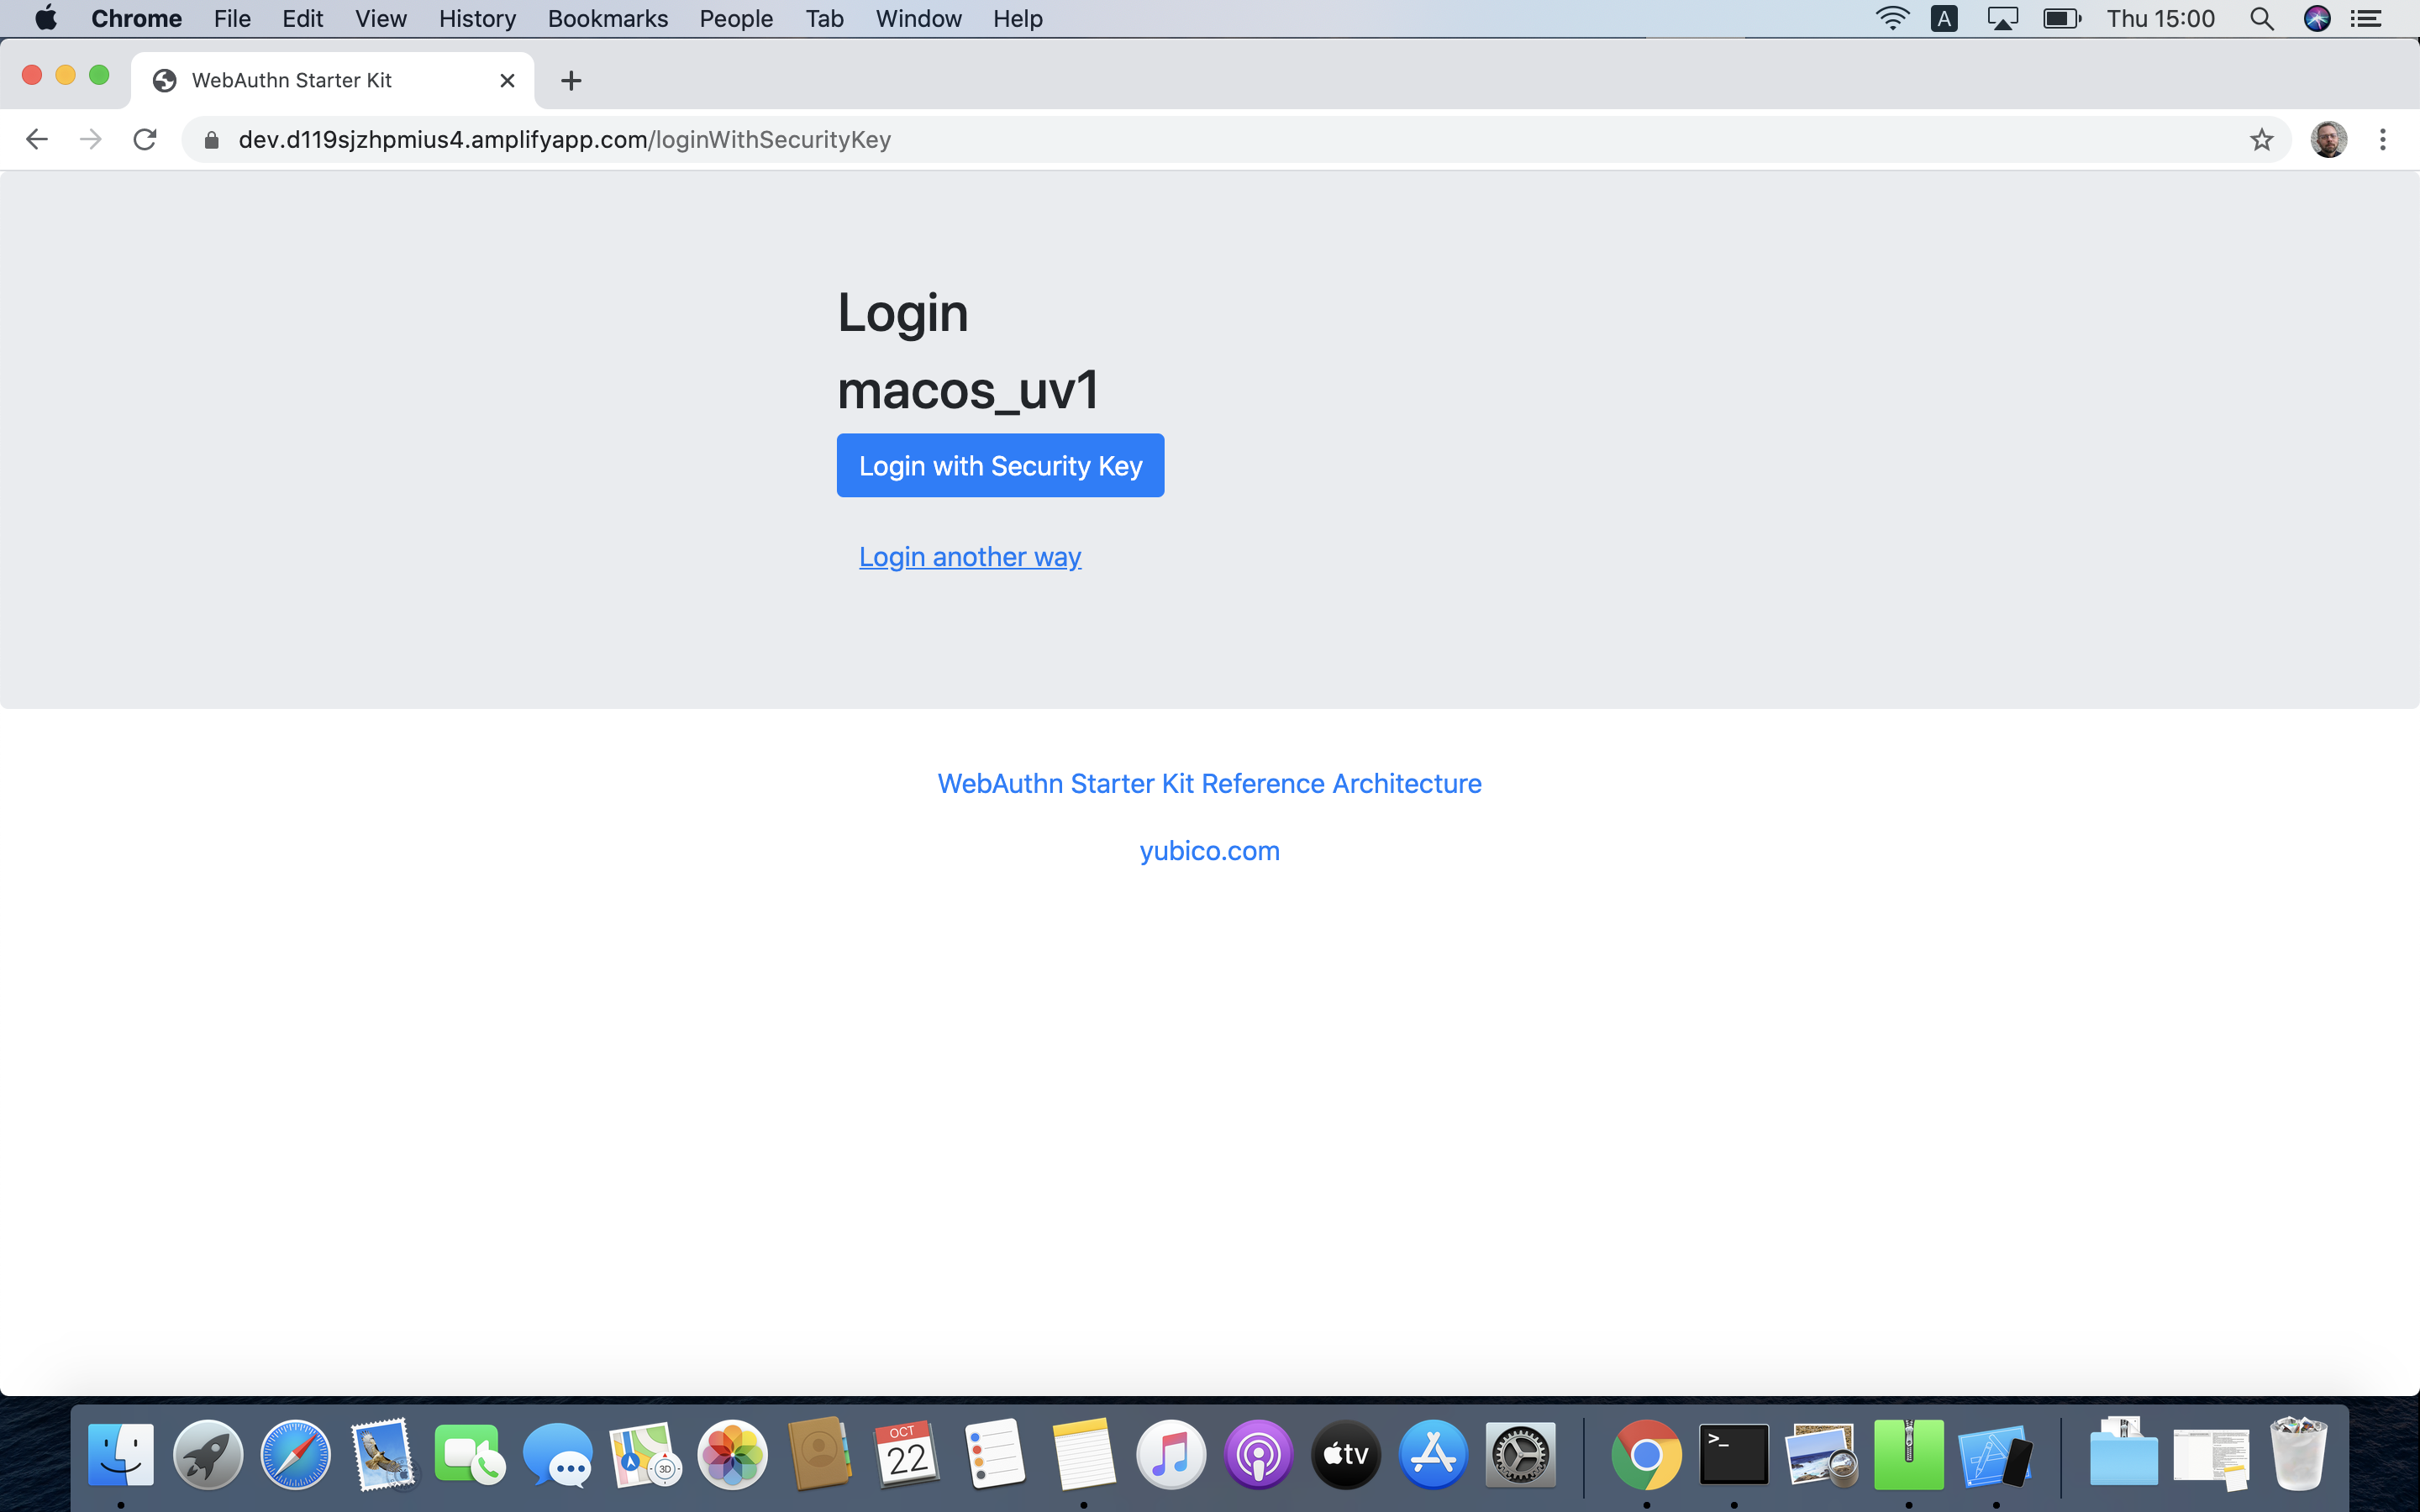 Chrome File Edit View History Bookmarks People Tab Window Help A Thu 15:00
WebAuthn Starter Kit
dev.d119sjzhpmius4.amplifyapp.com/loginWithSecurityKey
Login
macos_uv1
Login with Security Key
Login another way
WebAuthn Starter Kit Reference Architecture
yubico.com
3D
OCT
22
tv
>_